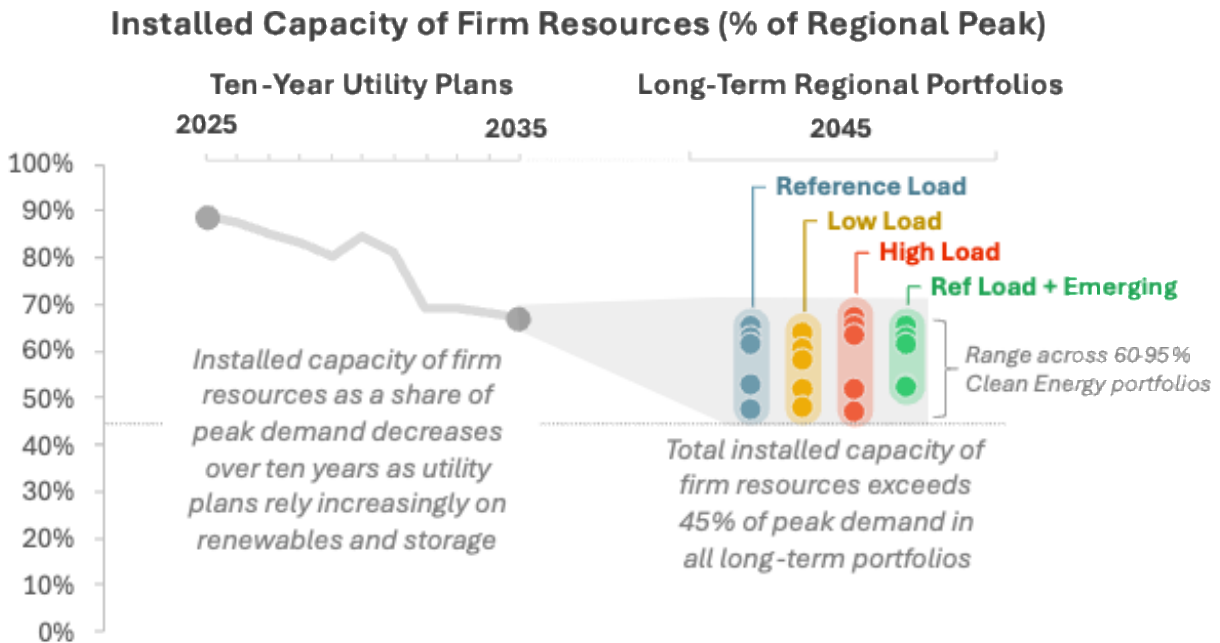 Installed Capacity of Firm Resources (% of Regional Peak)
Ten-Year Utility Plans
Long-Term Regional Portfolios
2025
2035
2045
100%
90%
80%
70%
60%
50%
40%
30%
20%
10%
0%
Reference Load
Low Load
High Load
Ref Load + Emerging
Range across 60-95%
Clean Energy portfolios
Installed capacity of firm
resources as a share of
peak demand decreases
over ten years as utility
plans rely increasingly on
renewables and storage
Total installed capacity of
firm resources exceeds
45% of peak demand in
all long-term portfolios